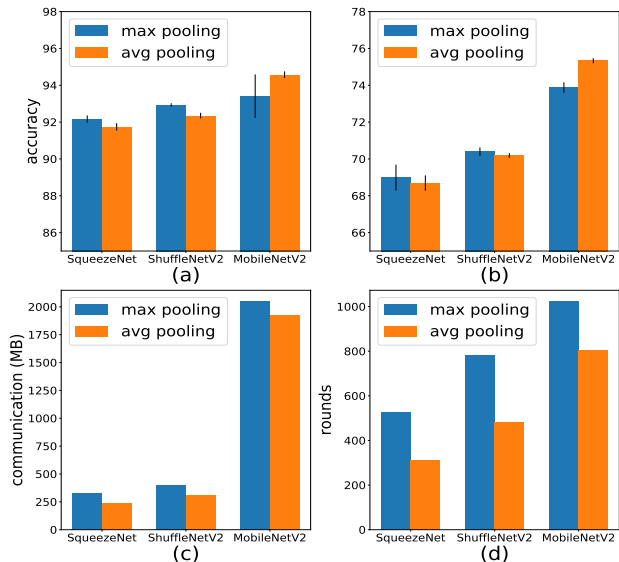 98
96
94
92
90
88
86
accuracy
max pooling
avg pooling
SqueezeNet ShuffleNetV2 MobileNetV2
(a)
78
76
74
72
70
68
66
max pooling
avg pooling
SqueezeNet ShuffleNetV2 MobileNetV2
(b)
2000
1750
1500
1250
1000
750
500
250
0
communication (MB)
max pooling
avg pooling
SqueezeNet ShuffleNetV2 MobileNetV2
(c)
1000
800
600
400
200
0
rounds
max pooling
avg pooling
SqueezeNet ShuffleNetV2 MobileNetV2
(d)